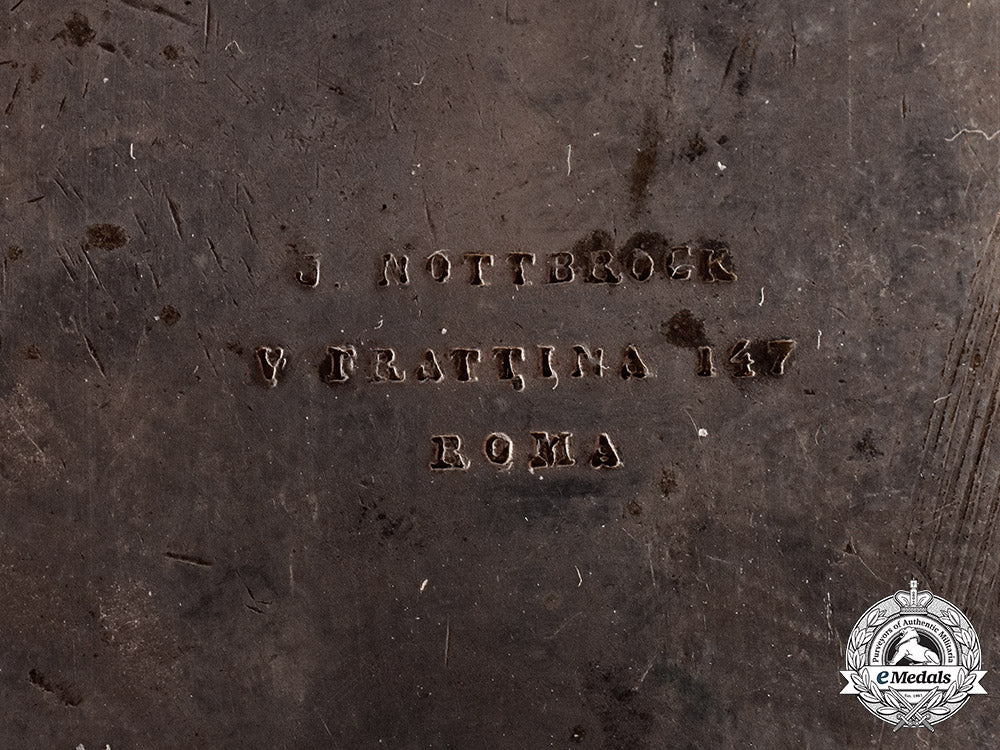 J. NOTTBROCK
V FRATTINA 147
ROMA
Purveyors of Authentic Militaria
eMedals